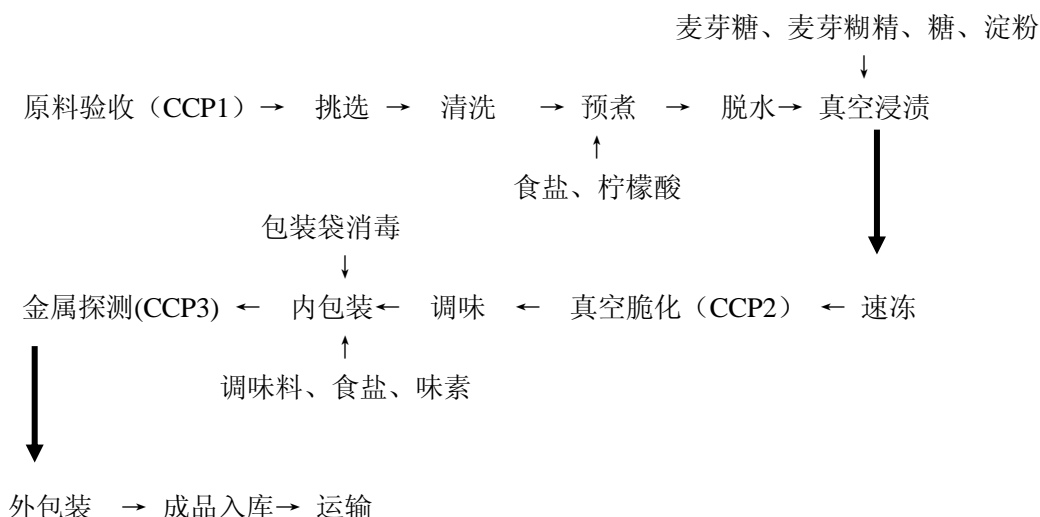 麦芽糖、麦芽糊精、糖、淀粉
↓
原料验收（CCP1）→ 挑选 → 清洗 → 预煮 → 脱水→ 真空浸渍
↑
食盐、柠檬酸
包装袋消毒
↓
金属探测(CCP3) ← 内包装← 调味 ← 真空脆化（CCP2） ← 速冻
↑
调味料、食盐、味素
外包装 → 成品入库→ 运输